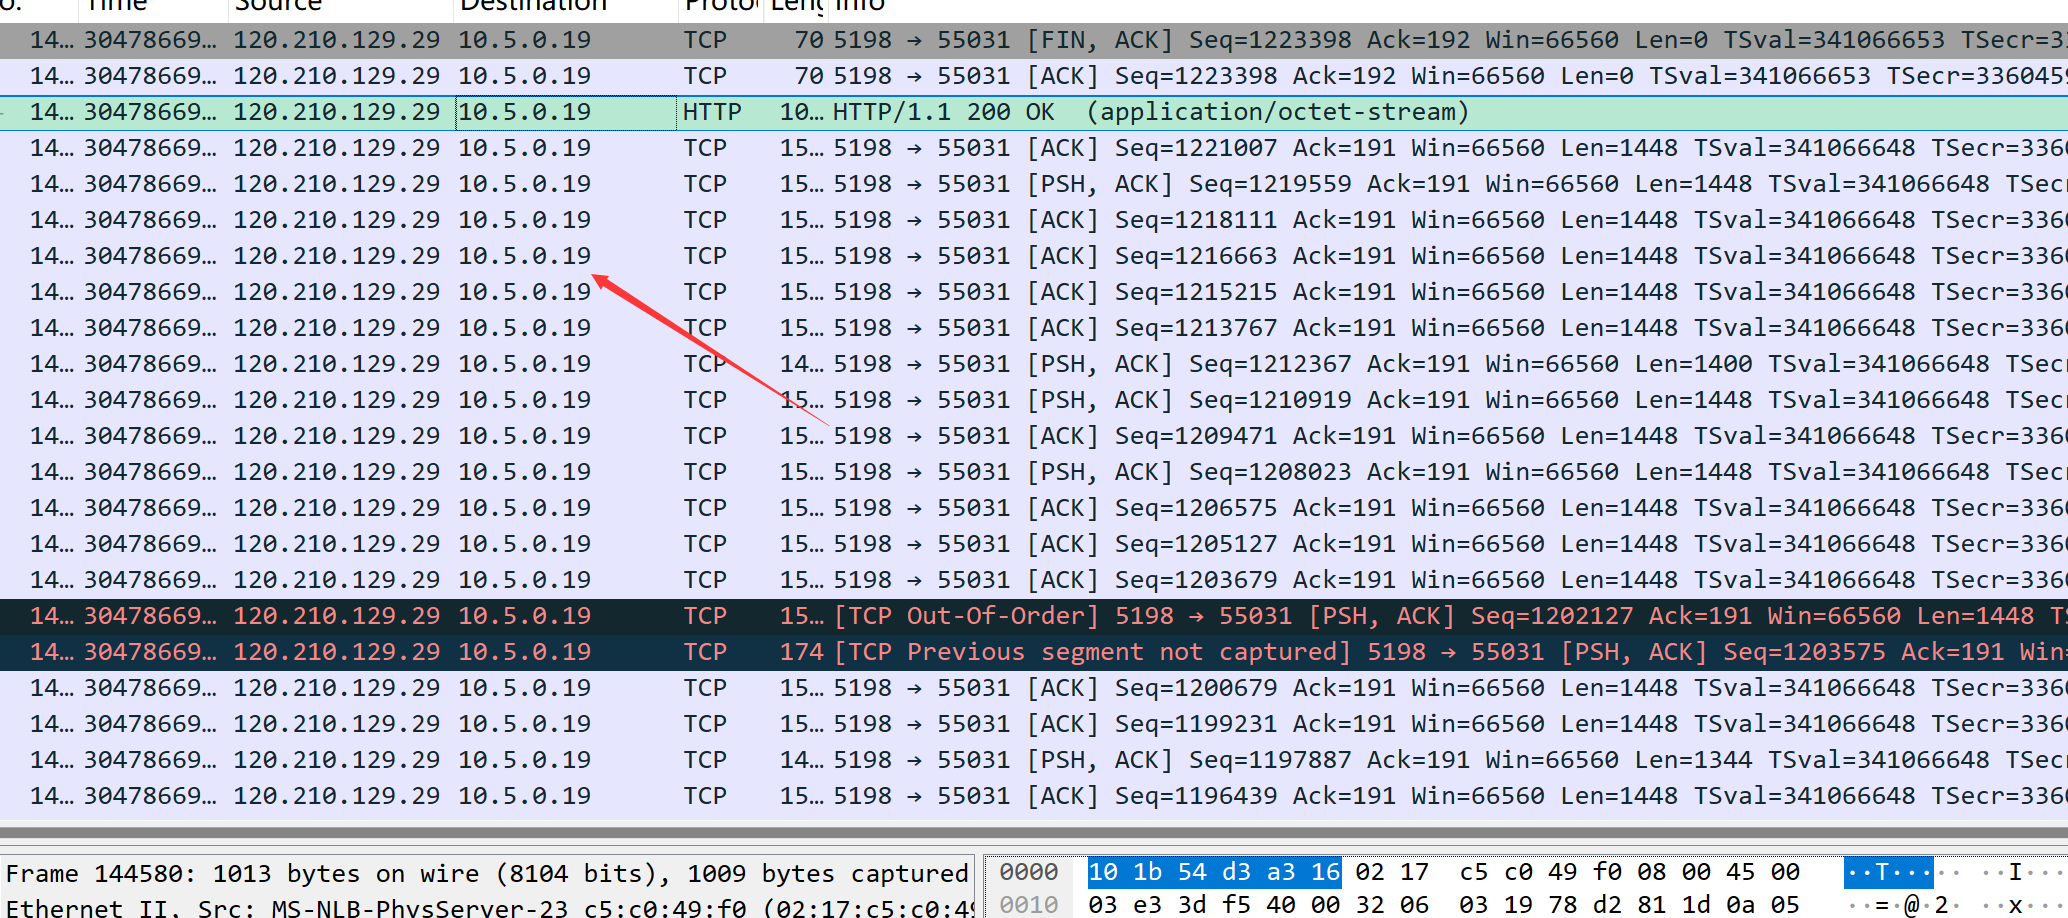 Source Destination Info
14… 30478669… 120.210.129.29 10.5.0.19 TCP 70 5198 → 55031 [FIN, ACK] Seq=1223398 Ack=192 Win=66560 Len=0 TSval=341066653
14… 30478669… 120.210.129.29 10.5.0.19 TCP 70 5198 → 55031 [ACK] Seq=1223398 Ack=192 Win=66560 Len=0 TSval=341066653 TSecr=3360459
14… 30478669… 120.210.129.29 10.5.0.19 HTTP 10… HTTP/1.1 200 OK (application/octet-stream)
14… 30478669… 120.210.129.29 10.5.0.19 TCP 15… 5198 → 55031 [ACK] Seq=1221007 Ack=191 Win=66560 Len=1448 TSval=341066648 TSecr=336
14… 30478669… 120.210.129.29 10.5.0.19 TCP 15… 5198 → 55031 [PSH, ACK] Seq=1219559 Ack=191 Win=66560 Len=1448 TSval=341066648
14… 30478669… 120.210.129.29 10.5.0.19 TCP 15… 5198 → 55031 [ACK] Seq=1218111 Ack=191 Win=66560 Len=1448 TSval=341066648 TSecr=336
14… 30478669… 120.210.129.29 10.5.0.19 TCP 15… 5198 → 55031 [ACK] Seq=1216663 Ack=191 Win=66560 Len=1448 TSval=341066648 TSecr=336
14… 30478669… 120.210.129.29 10.5.0.19 TCP 15… 5198 → 55031 [ACK] Seq=1215215 Ack=191 Win=66560 Len=1448 TSval=341066648 TSecr=336
14… 30478669… 120.210.129.29 10.5.0.19 TCP 15… 5198 → 55031 [ACK] Seq=1213767 Ack=191 Win=66560 Len=1448 TSval=341066648 TSecr=336
14… 30478669… 120.210.129.29 10.5.0.19 TCP 14… 5198 → 55031 [PSH, ACK] Seq=1212367 Ack=191 Win=66560 Len=1400 TSval=341066648
14… 30478669… 120.210.129.29 10.5.0.19 TCP 15… 5198 → 55031 [PSH, ACK] Seq=1210919 Ack=191 Win=66560 Len=1448 TSval=341066648
14… 30478669… 120.210.129.29 10.5.0.19 TCP 15… 5198 → 55031 [ACK] Seq=1209471 Ack=191 Win=66560 Len=1448 TSval=341066648 TSecr=336
14… 30478669… 120.210.129.29 10.5.0.19 TCP 15… 5198 → 55031 [PSH, ACK] Seq=1208023 Ack=191 Win=66560 Len=1448 TSval=341066648
14… 30478669… 120.210.129.29 10.5.0.19 TCP 15… 5198 → 55031 [ACK] Seq=1206575 Ack=191 Win=66560 Len=1448 TSval=341066648 TSecr=336
14… 30478669… 120.210.129.29 10.5.0.19 TCP 15… 5198 → 55031 [ACK] Seq=1205127 Ack=191 Win=66560 Len=1448 TSval=341066648 TSecr=336
14… 30478669… 120.210.129.29 10.5.0.19 TCP 15… 5198 → 55031 [ACK] Seq=1203679 Ack=191 Win=66560 Len=1448 TSval=341066648 TSecr=336
14… 30478669… 120.210.129.29 10.5.0.19 TCP 15… [TCP Out-Of-Order] 5198 → 55031 [PSH, ACK] Seq=1202127 Ack=191 Win=66560 Len=1448
14… 30478669… 120.210.129.29 10.5.0.19 TCP 174 [TCP Previous segment not captured] 5198 → 55031 [PSH, ACK] Seq=1203575 Ack=191 Win=
14… 30478669… 120.210.129.29 10.5.0.19 TCP 15… 5198 → 55031 [ACK] Seq=1200679 Ack=191 Win=66560 Len=1448 TSval=341066648 TSecr=336
14… 30478669… 120.210.129.29 10.5.0.19 TCP 15… 5198 → 55031 [ACK] Seq=1199231 Ack=191 Win=66560 Len=1448 TSval=341066648 TSecr=336
14… 30478669… 120.210.129.29 10.5.0.19 TCP 14… 5198 → 55031 [PSH, ACK] Seq=1197887 Ack=191 Win=66560 Len=1344 TSval=341066648
14… 30478669… 120.210.129.29 10.5.0.19 TCP 15… 5198 → 55031 [ACK] Seq=1196439 Ack=191 Win=66560 Len=1448 TSval=341066648 TSecr=336
Frame 144580: 1013 bytes on wire (8104 bits), 1009 bytes captured
Ethernet II, Src: MS-NLB-PhysServer-23_c5:c0:49:f0 (02:17:c5:c0:49
0000 10 1b 54 d3 a3 16 02 17 c5 c0 49 f0 08 00 45 00 ··T····· ··I···E·
0010 03 e3 3d f5 40 00 32 06 03 19 78 d2 81 1d 0a 05 ··=·@·2· ··x·····